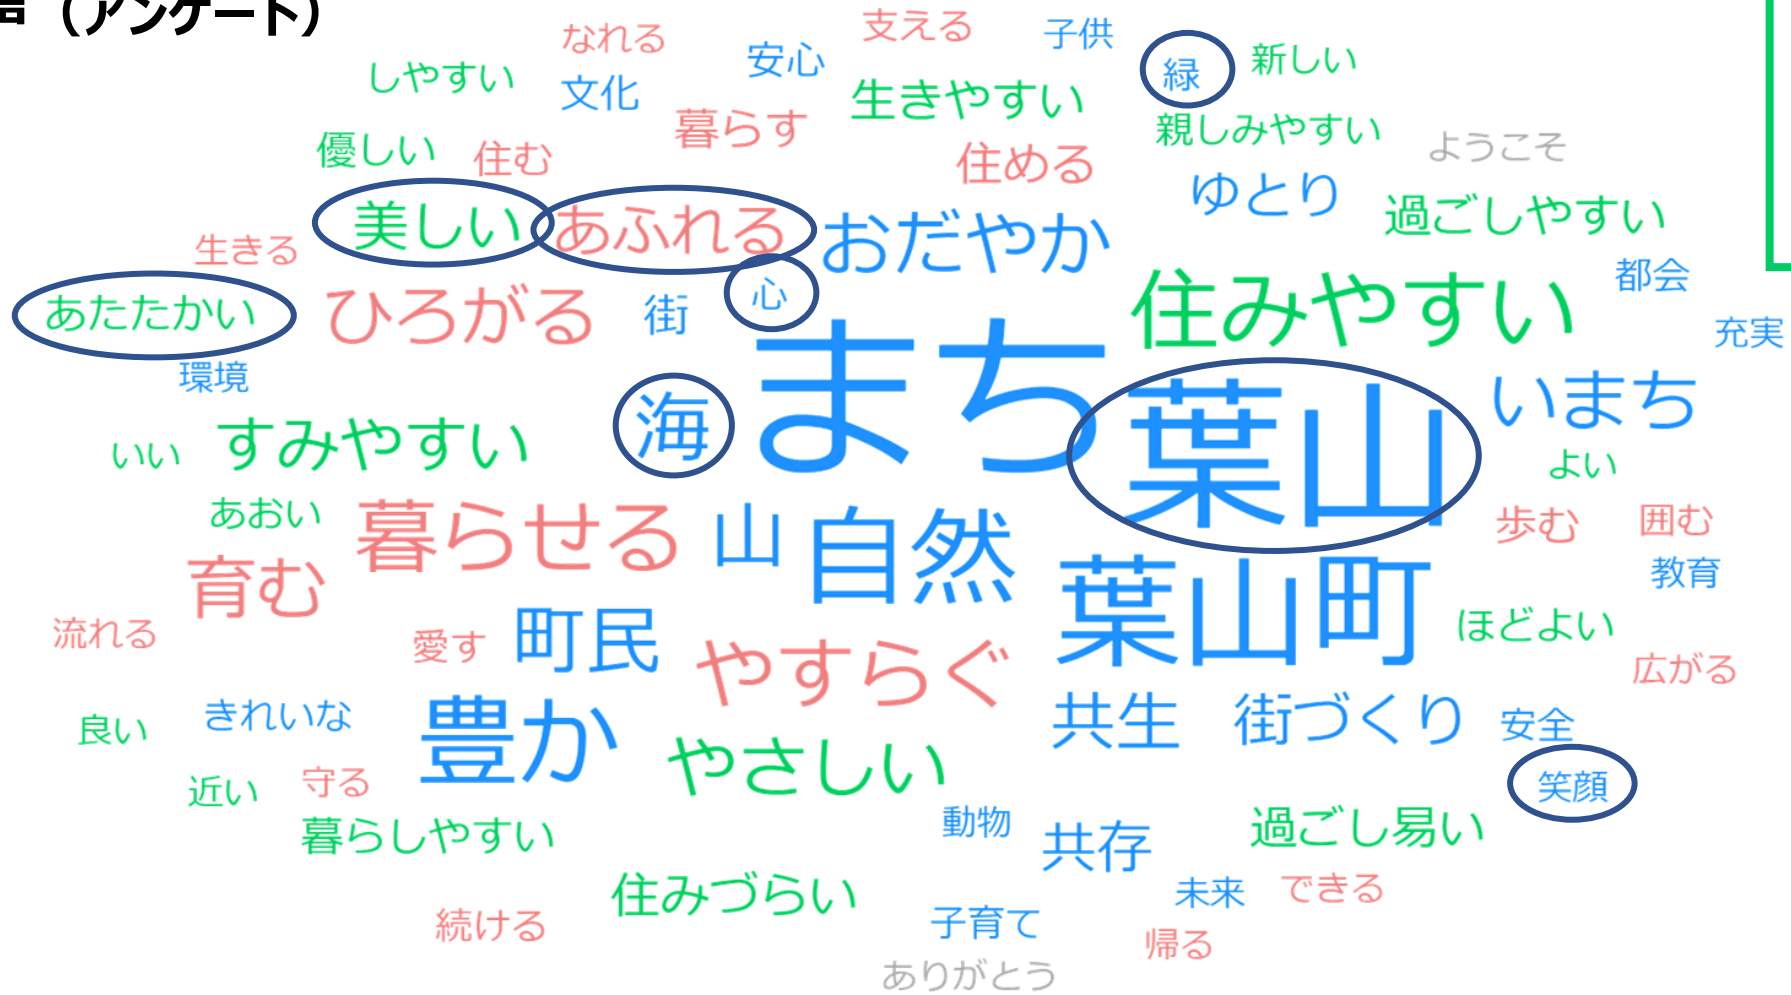 （アンケート）
なれる 支える 子供
安心 緑 新しい
しやすい 文化 生きやすい
暮らす 親しみやすい ようこそ
優しい 住む 住める
ゆとり 過ごしやすい
美しい あふれる おだやか
生きる 都会
あたたかい ひろがる 街 心 住みやすい
充実
環境 まち
海 葉山 いまち
いい すみやすい よい
あおい 暮らせる 山 自然 歩む 囲む
育む 葉山町 教育
流れる 愛す 町民 やすらぐ ほどよい
広がる
良い きれいな 豊か 共生 街づくり 安全
やさしい
近い 守る 笑顔
暮らしやすい 動物 共存 過ごし易い
住みづらい 未来 できる
続ける 子育て
帰る
ありがとう